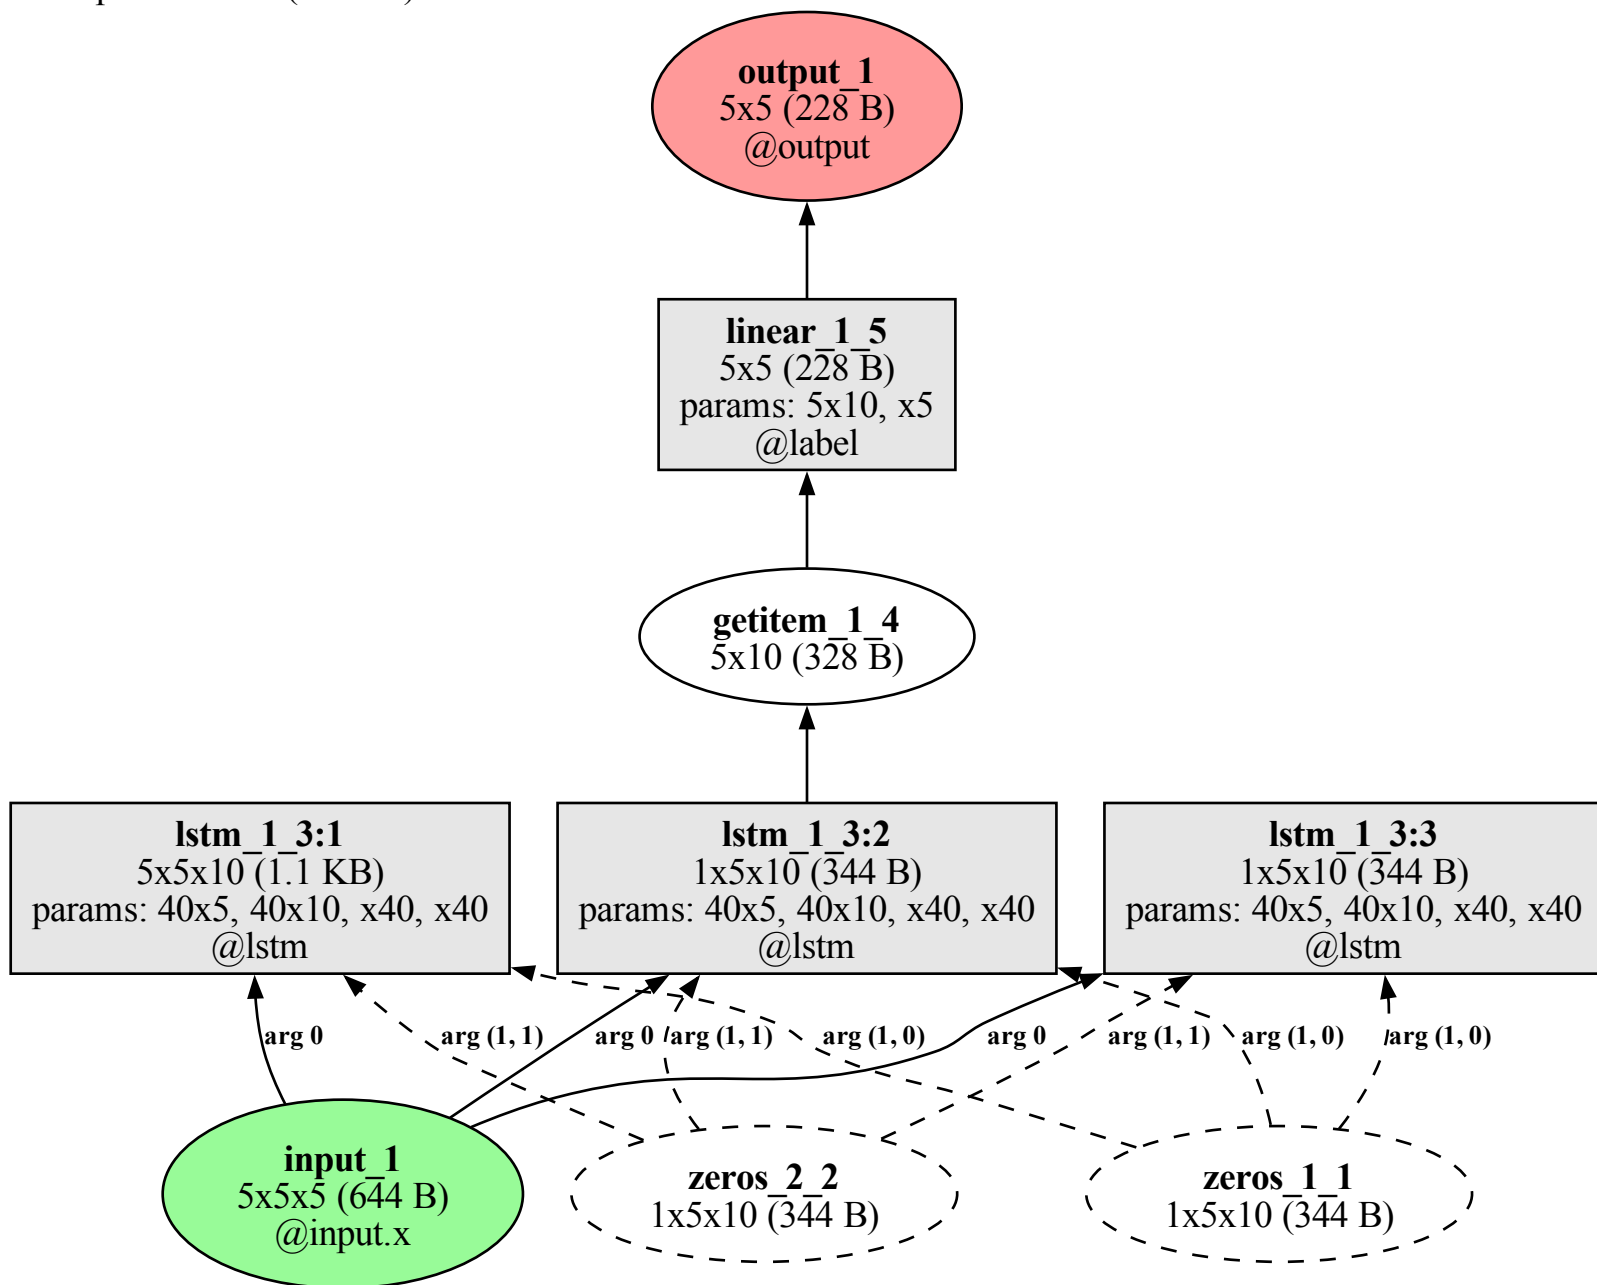 output_1
5x5 (228 B)
@output
linear_1_5
5x5 (228 B)
params: 5x10, x5
@label
getitem_1_4
5x10 (328 B)
lstm_1_3:1
5x5x10 (1.1 KB)
params: 40x5, 40x10, x40, x40
@lstm
lstm_1_3:2
1x5x10 (344 B)
params: 40x5, 40x10, x40, x40
@lstm
lstm_1_3:3
1x5x10 (344 B)
params: 40x5, 40x10, x40, x40
@lstm
arg 0
arg (1, 1)
arg 0
arg (1, 1)
arg (1, 0)
arg 0
arg (1, 1)
arg (1, 0)
arg (1, 0)
input_1
5x5x5 (644 B)
@input.x
zeros_2_2
1x5x10 (344 B)
zeros_1_1
1x5x10 (344 B)